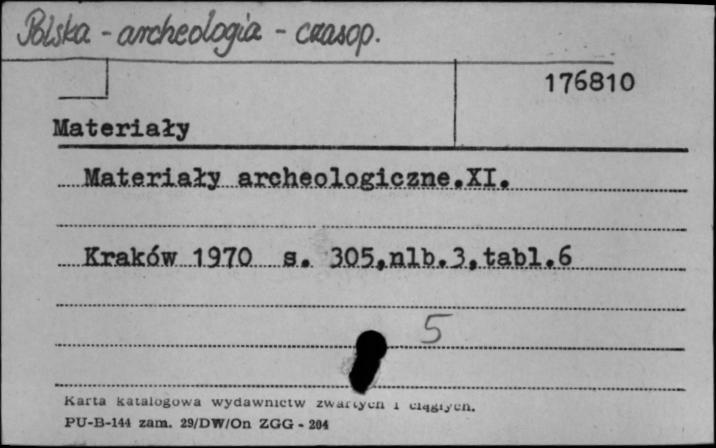 Polska - archeologia - czasop.
176810
Materiały
Materiały archeologiczne.XI.
Kraków 1970 s. 305,nlb.3,tabl.6
5
Karta katalogowa wydawnictw zwartych i ciągłych.
PU-B-144 zam. 29/DW/On ZGG - 204